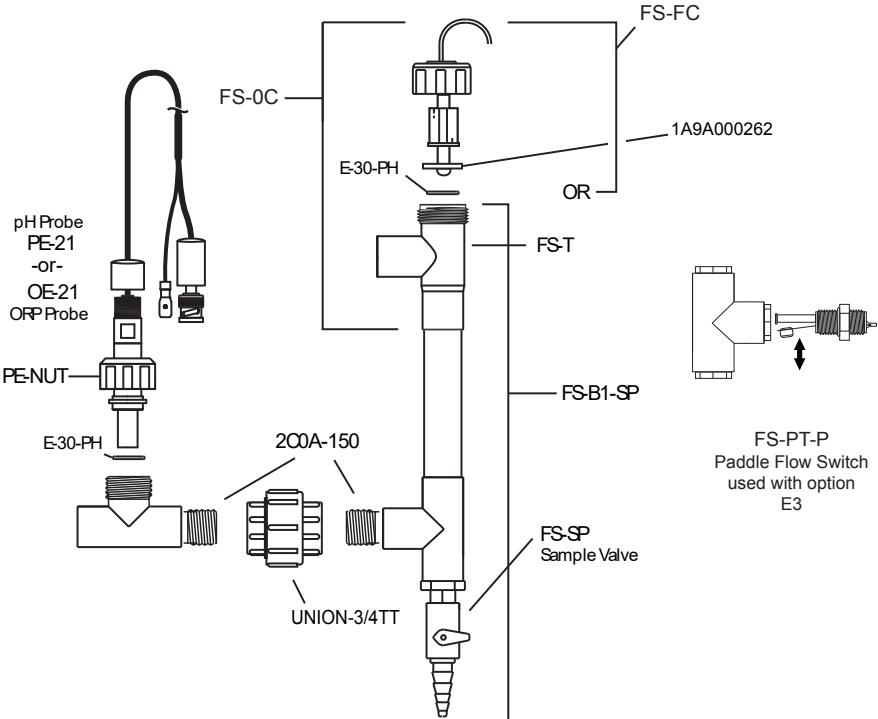 FS-FC
FS-0C
1A9A000262
E-30-PH
OR
pH Probe
PE-21
-or-
OE-21
ORP Probe
FS-T
PE-NUT
FS-B1-SP
E-30-PH
2C0A-150
FS-PT-P
Paddle Flow Switch
used with option
E3
FS-SP
Sample Valve
UNION-3/4TT